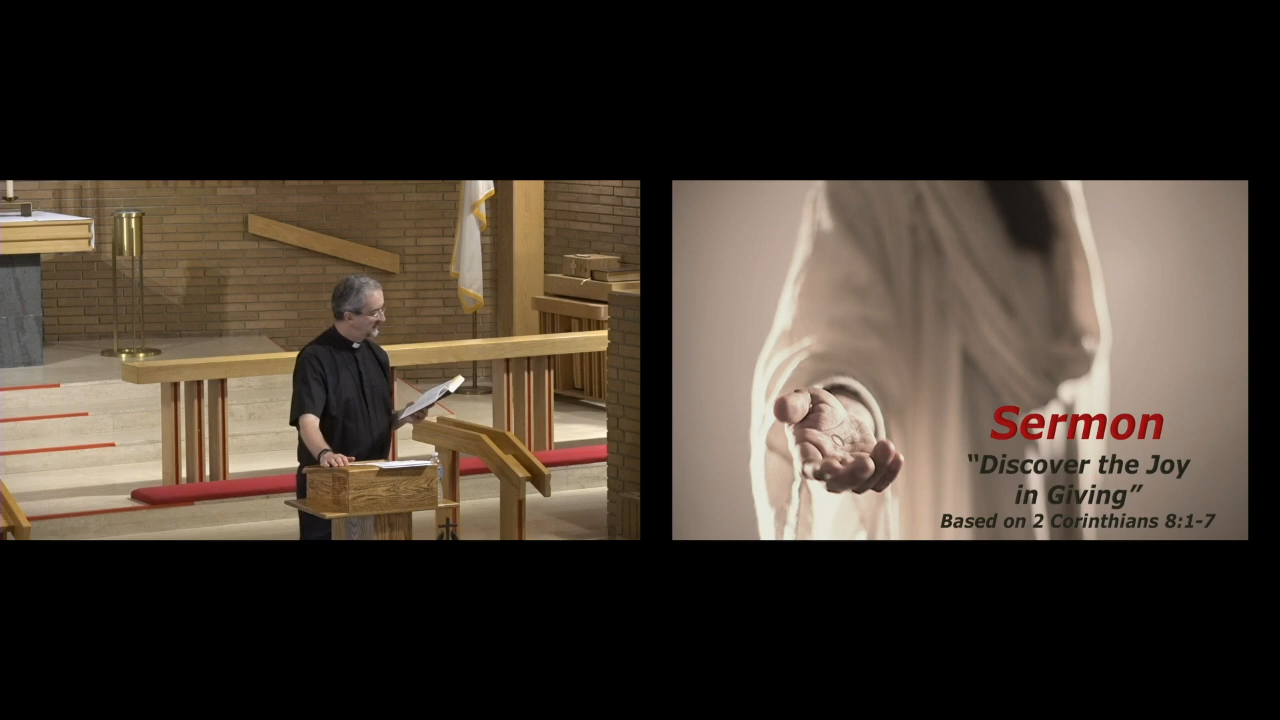 Sermon
“Discover the Joy
in Giving”
Based on 2 Corinthians 8:1-7